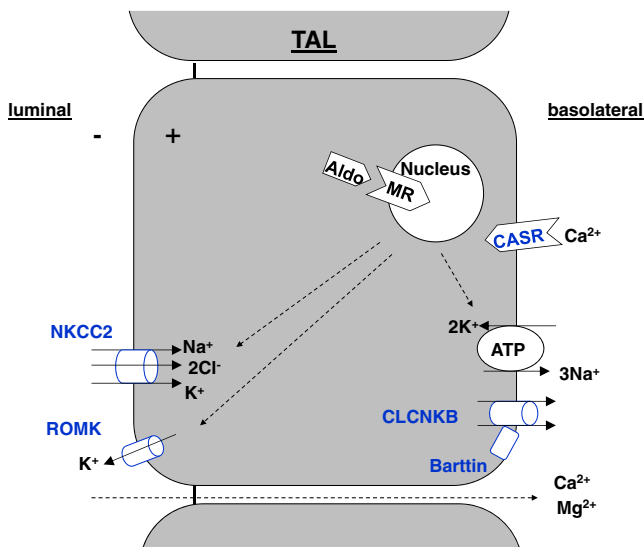 TAL
luminal
basolateral
- +
Nucleus
Aldo
MR
CASR
Ca²⁺
NKCC2
Na⁺
2Cl⁻
K⁺
2K⁺
ATP
3Na⁺
ROMK
K⁺
CLCNKB
Barttin
Ca²⁺
Mg²⁺